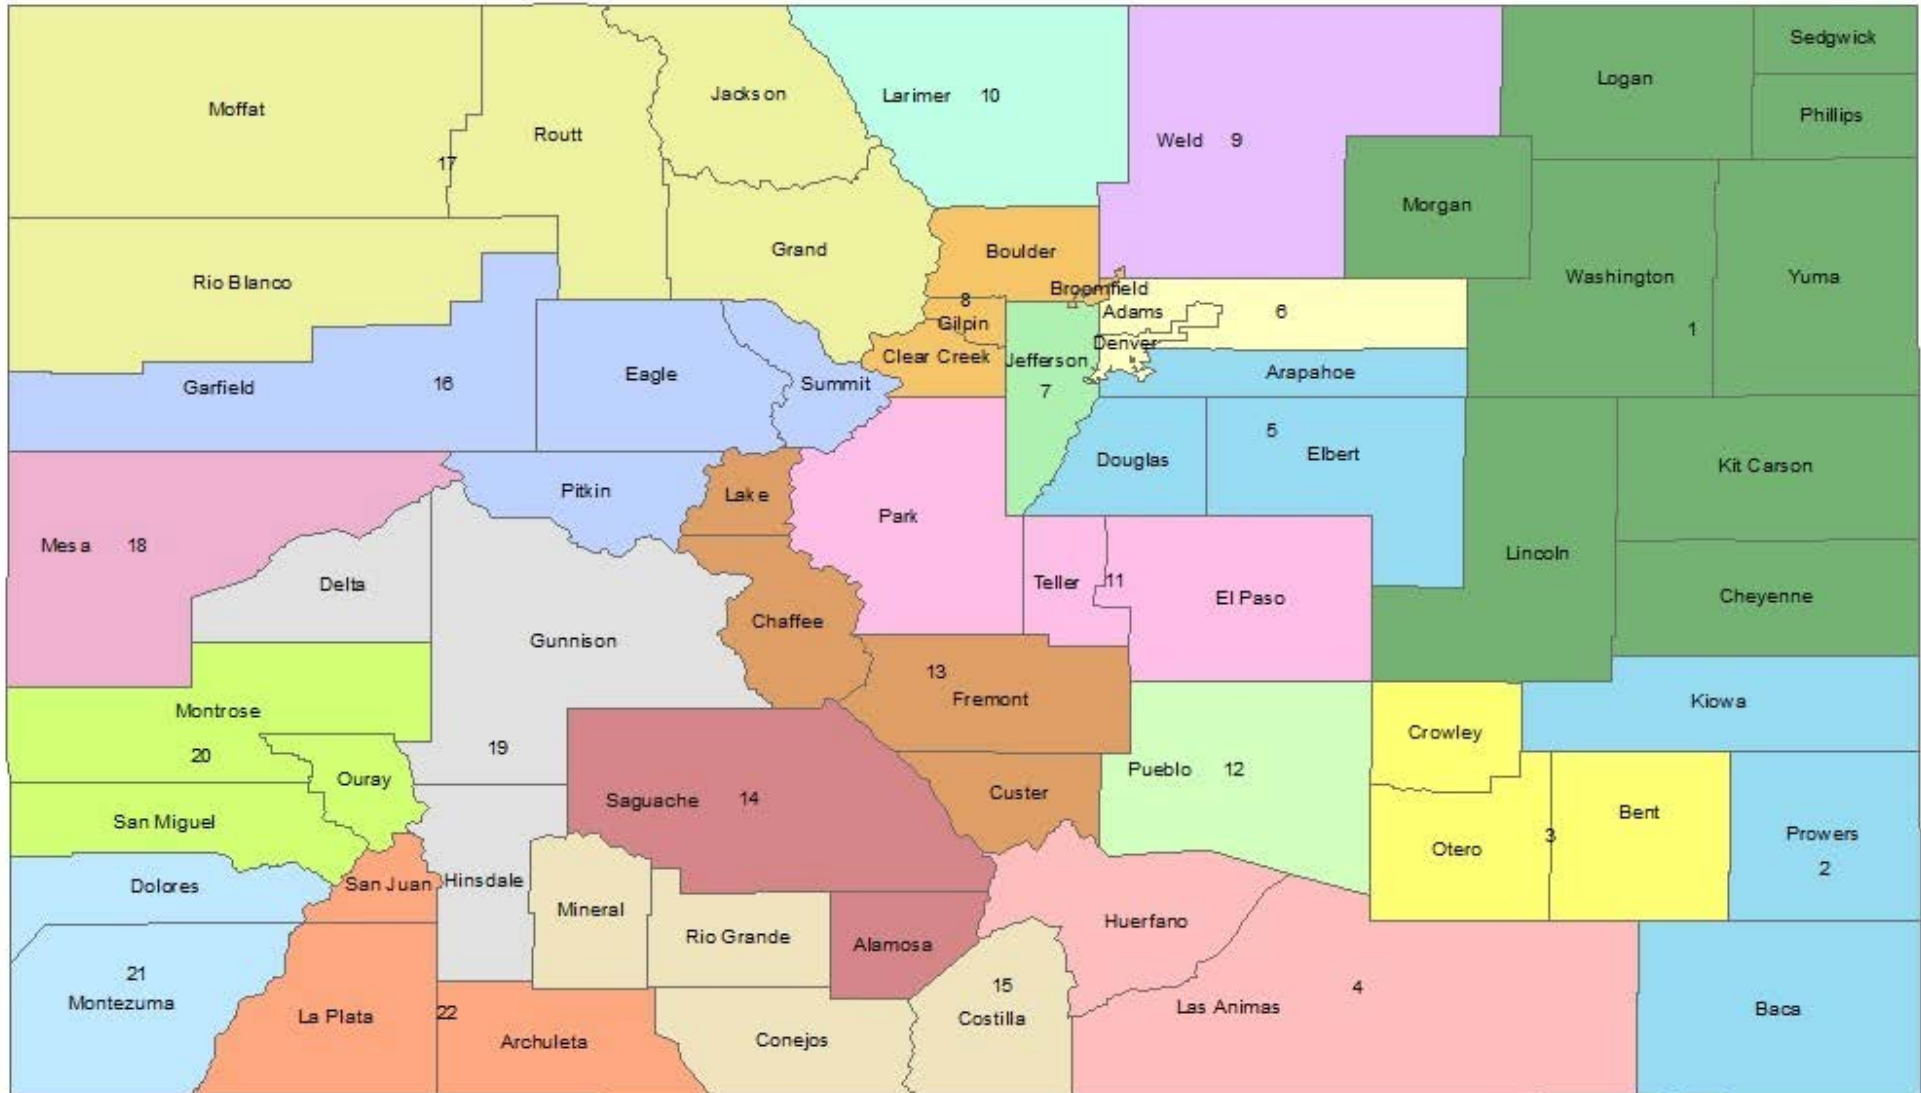 Sedgwick
Logan
Moffat
Jackson
Larimer 10
Phillips
Routt
Weld 9
17
Morgan
Grand
Boulder
Rio Blanco
Washington
Yuma
Broomfield
8
Adams
6
Gilpin
1
Denver
Clear Creek
Jefferson
Garfield
16
Eagle
Summit
Arapahoe
7
5
Douglas
Elbert
Kit Carson
Pitkin
Lake
Park
Mesa 18
Lincoln
Delta
Teller
11
El Paso
Cheyenne
Gunnison
Chaffee
13
Fremont
Kiowa
Montrose
Crowley
20
19
Ouray
Pueblo 12
Saguache 14
Custer
San Miguel
Bent
Otero
3
Prowers
2
Dolores
San Juan
Hinsdale
Mineral
Rio Grande
Alamosa
Huerfano
21
Montezuma
15
4
Las Animas
Baca
La Plata
22
Costilla
Archuleta
Conejos